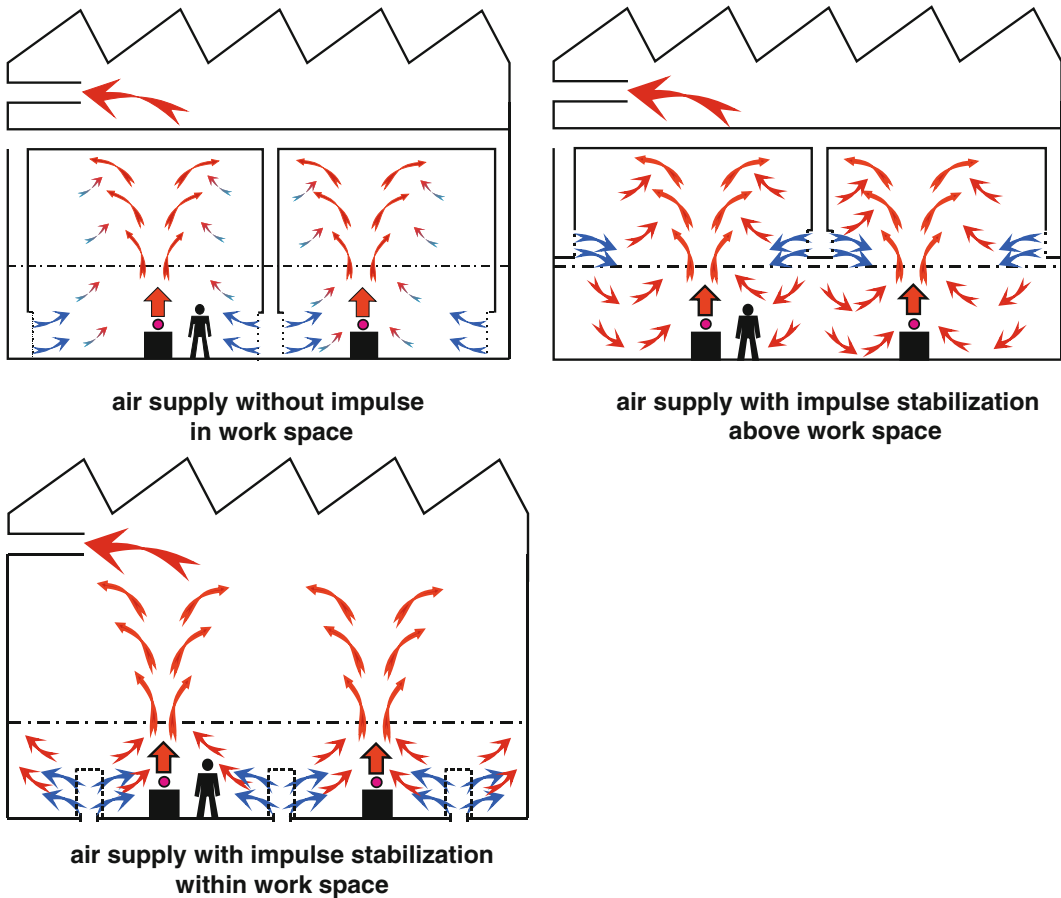 air supply without impulse
in work space
air supply with impulse stabilization
above work space
air supply with impulse stabilization
within work space